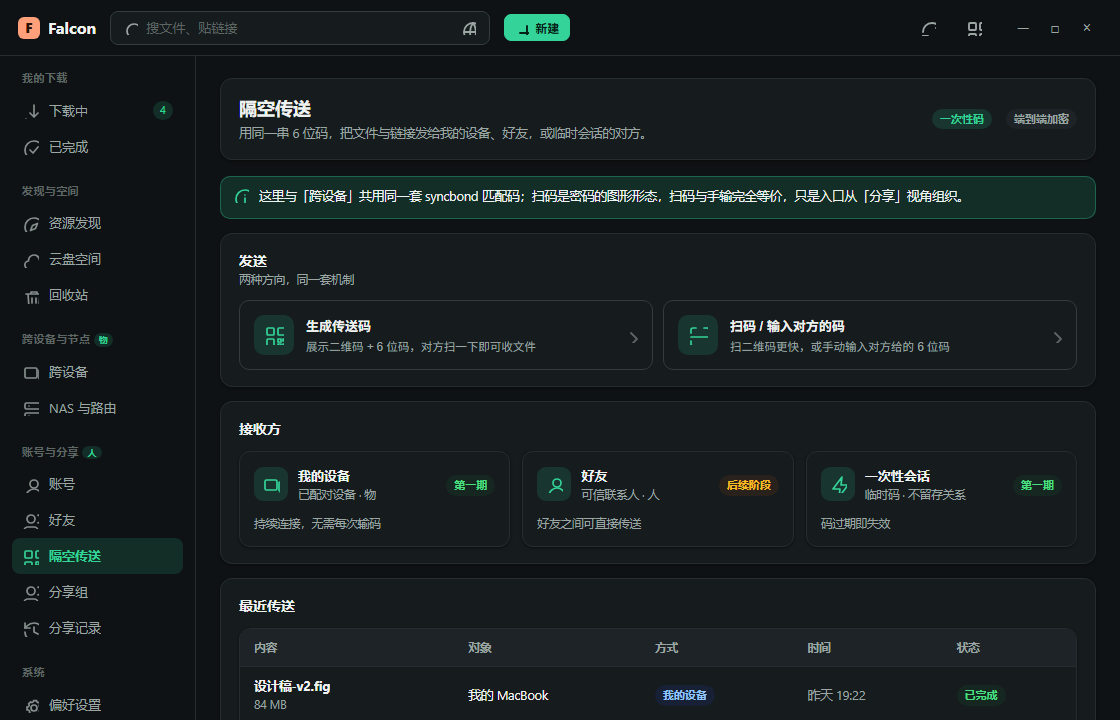 F Falcon 搜文件、贴链接 新建
我的下载
下载中 4
已完成
发现与空间
资源发现
云盘空间
回收站
跨设备与节点 物
跨设备
NAS 与路由
账号与分享 人
账号
好友
隔空传送
分享组
分享记录
系统
偏好设置
隔空传送
用同一串 6 位码，把文件与链接发给我的设备、好友，或临时会话的对方。
一次性码 端到端加密
这里与「跨设备」共用同一套 syncbond 匹配码；扫码是密码的图形形态，扫码与手输完全等价，只是入口从「分享」视角组织。
发送
两种方向，同一套机制
生成传送码
展示二维码 + 6 位码，对方扫一下即可收文件
扫码 / 输入对方的码
扫二维码更快，或手动输入对方给的 6 位码
接收方
我的设备
已配对设备 · 物
第一期
持续连接，无需每次输码
好友
可信联系人 · 人
后续阶段
好友之间可直接传送
一次性会话
临时码 · 不留存关系
第一期
码过期即失效
最近传送
内容 对象 方式 时间 状态
设计稿-v2.fig
84 MB
我的 MacBook 我的设备 昨天 19:22 已完成